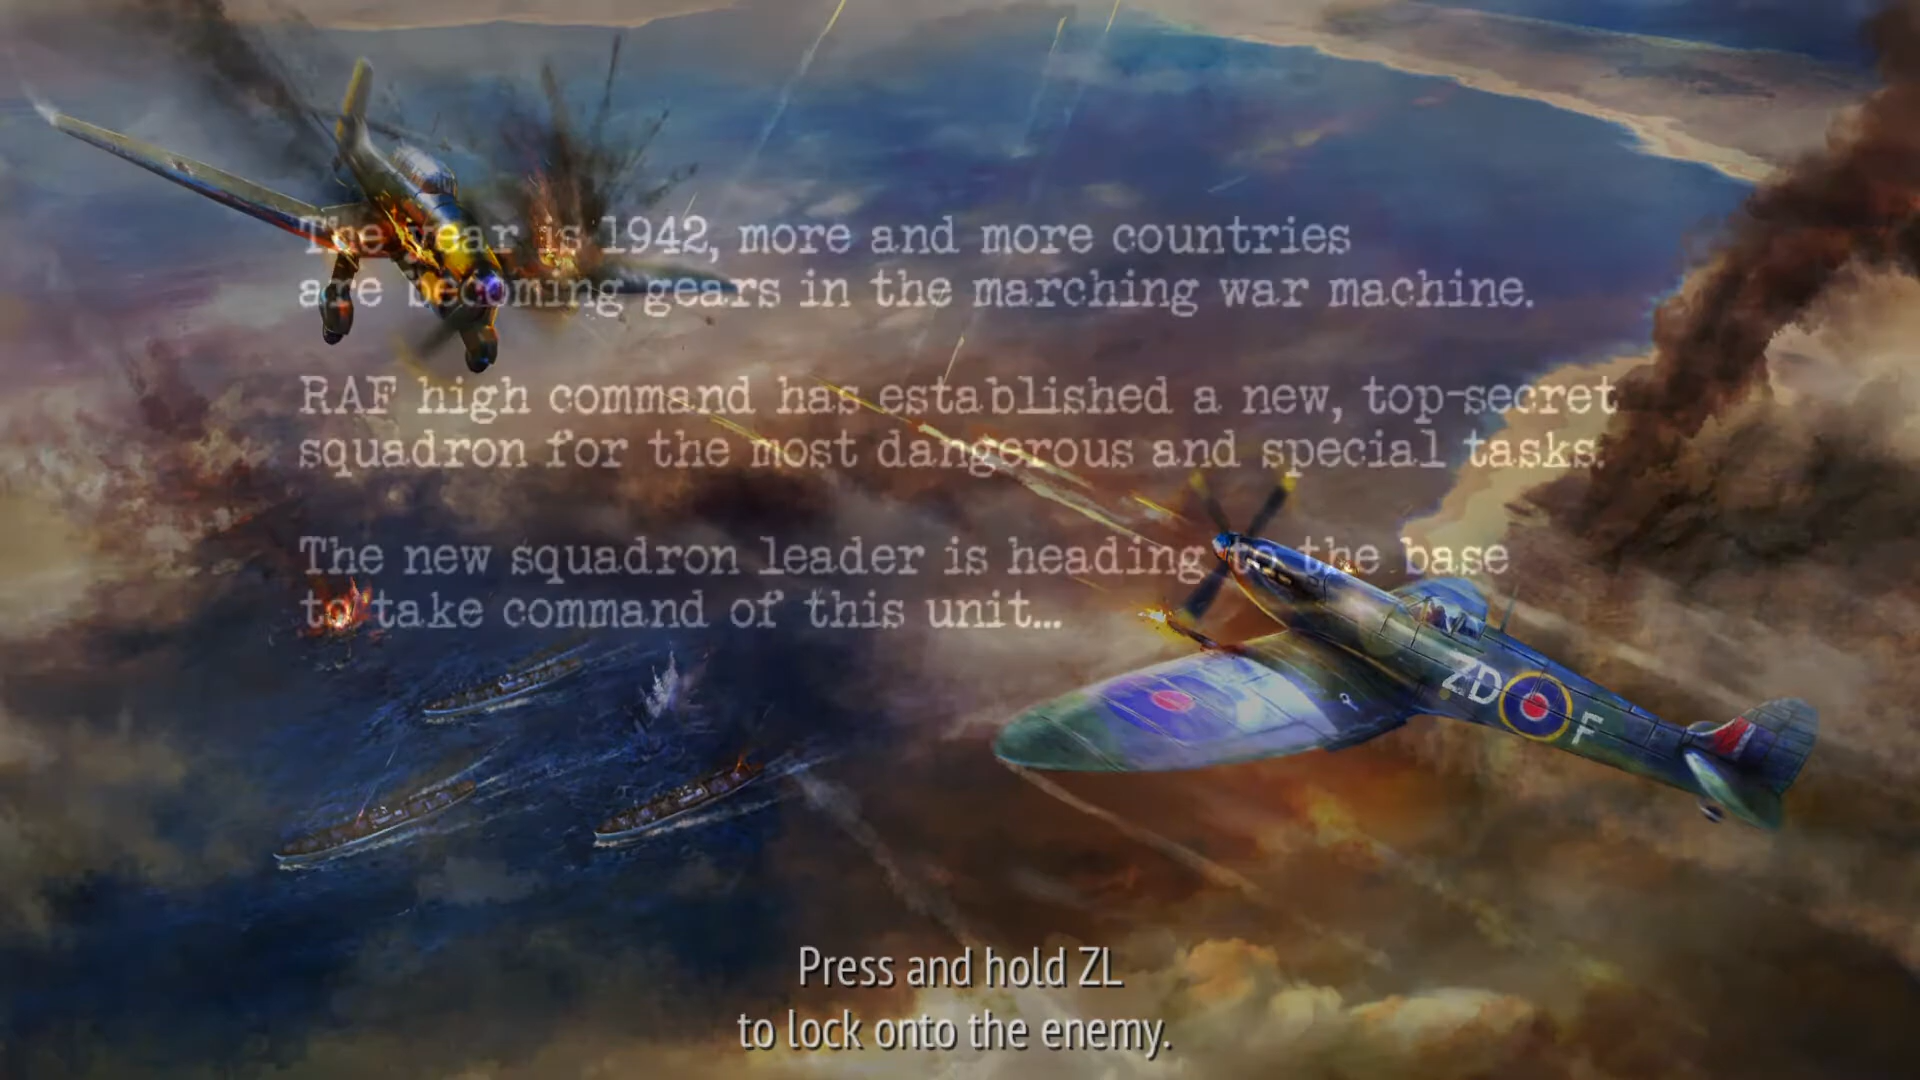 The year is 1942, more and more countries
are becoming gears in the marching war machine.
RAF high command has established a new, top-secret
squadron for the most dangerous and special tasks.
The new squadron leader is heading to the base
to take command of this unit...
ZD F
Press and hold ZL
to lock onto the enemy.